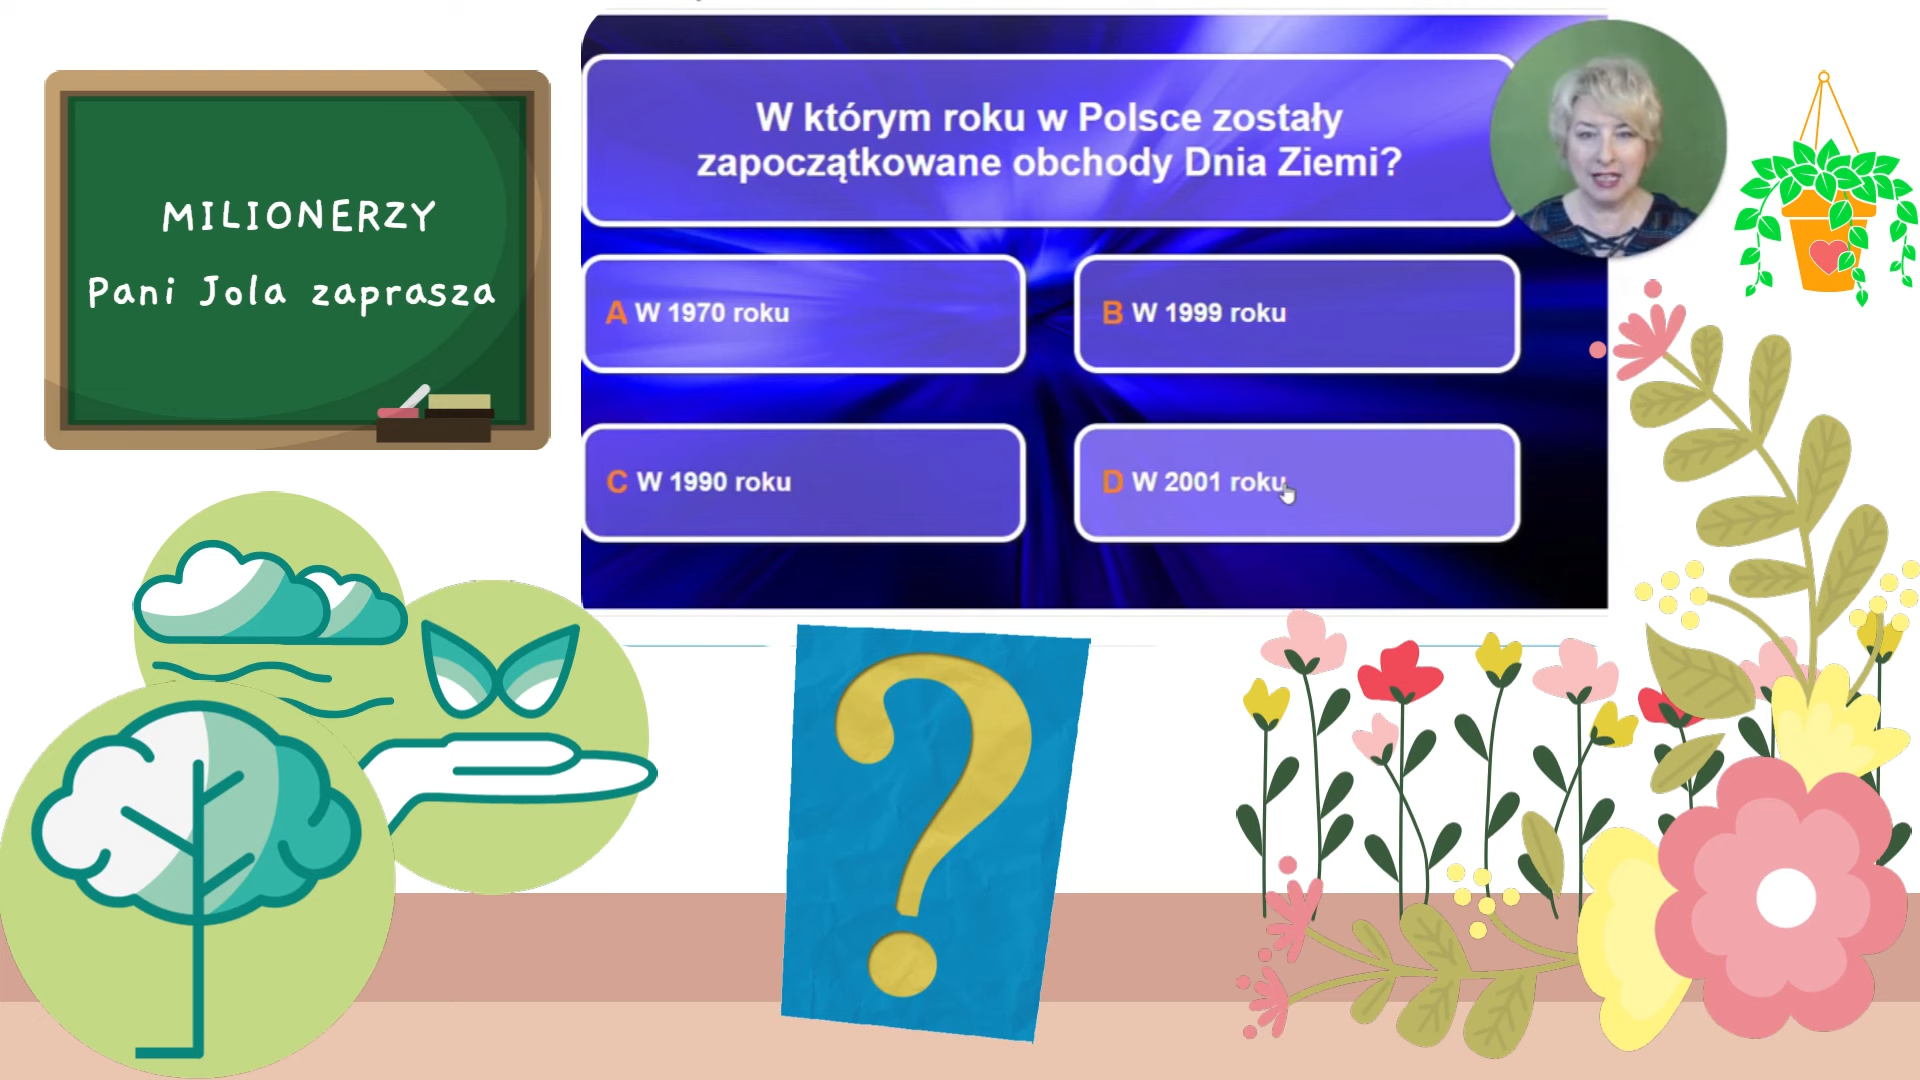 MILIONERZY
Pani Jola zaprasza
W którym roku w Polsce zostały
zapoczątkowane obchody Dnia Ziemi?
A W 1970 roku
B W 1999 roku
C W 1990 roku
D W 2001 roku
?